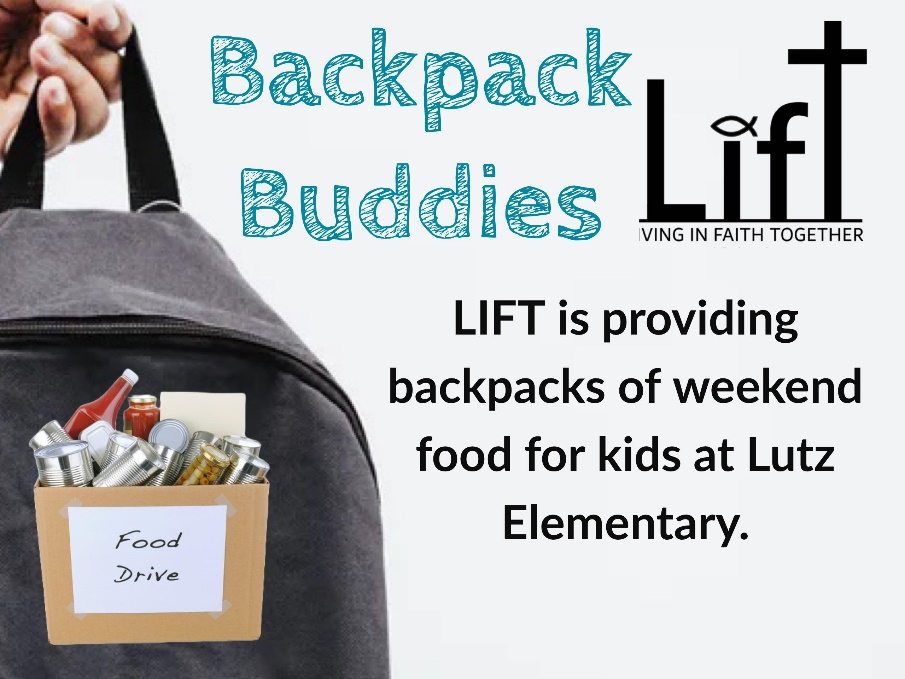 Backpack
Buddies
LifT
IVING IN FAITH TOGETHER
LIFT is providing
backpacks of weekend
food for kids at Lutz
Elementary.
Food
Drive